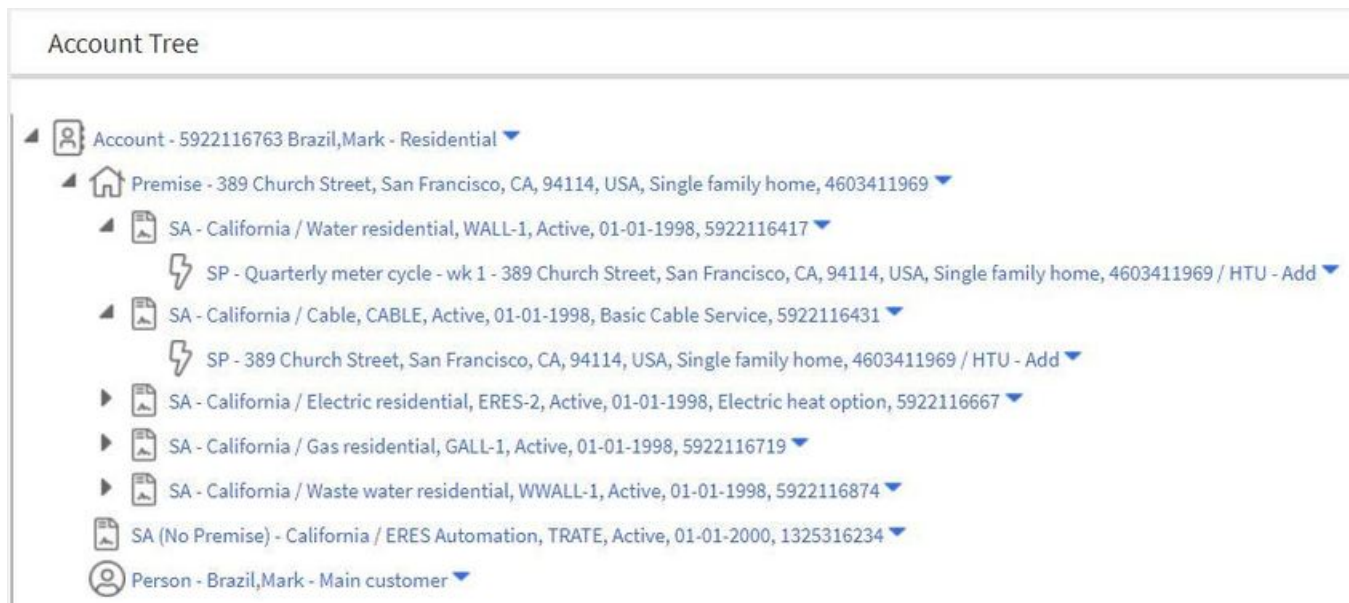 Account Tree
Account - 5922116763 Brazil,Mark - Residential
Premise - 389 Church Street, San Francisco, CA, 94114, USA, Single family home, 4603411969
SA - California / Water residential, WALL-1, Active, 01-01-1998, 5922116417
SP - Quarterly meter cycle - wk 1 - 389 Church Street, San Francisco, CA, 94114, USA, Single family home, 4603411969 / HTU - Add
SA - California / Cable, CABLE, Active, 01-01-1998, Basic Cable Service, 5922116431
SP - 389 Church Street, San Francisco, CA, 94114, USA, Single family home, 4603411969 / HTU - Add
SA - California / Electric residential, ERES-2, Active, 01-01-1998, Electric heat option, 5922116667
SA - California / Gas residential, GALL-1, Active, 01-01-1998, 5922116719
SA - California / Waste water residential, WWALL-1, Active, 01-01-1998, 5922116874
SA (No Premise) - California / ERES Automation, TRATE, Active, 01-01-2000, 1325316234
Person - Brazil,Mark - Main customer